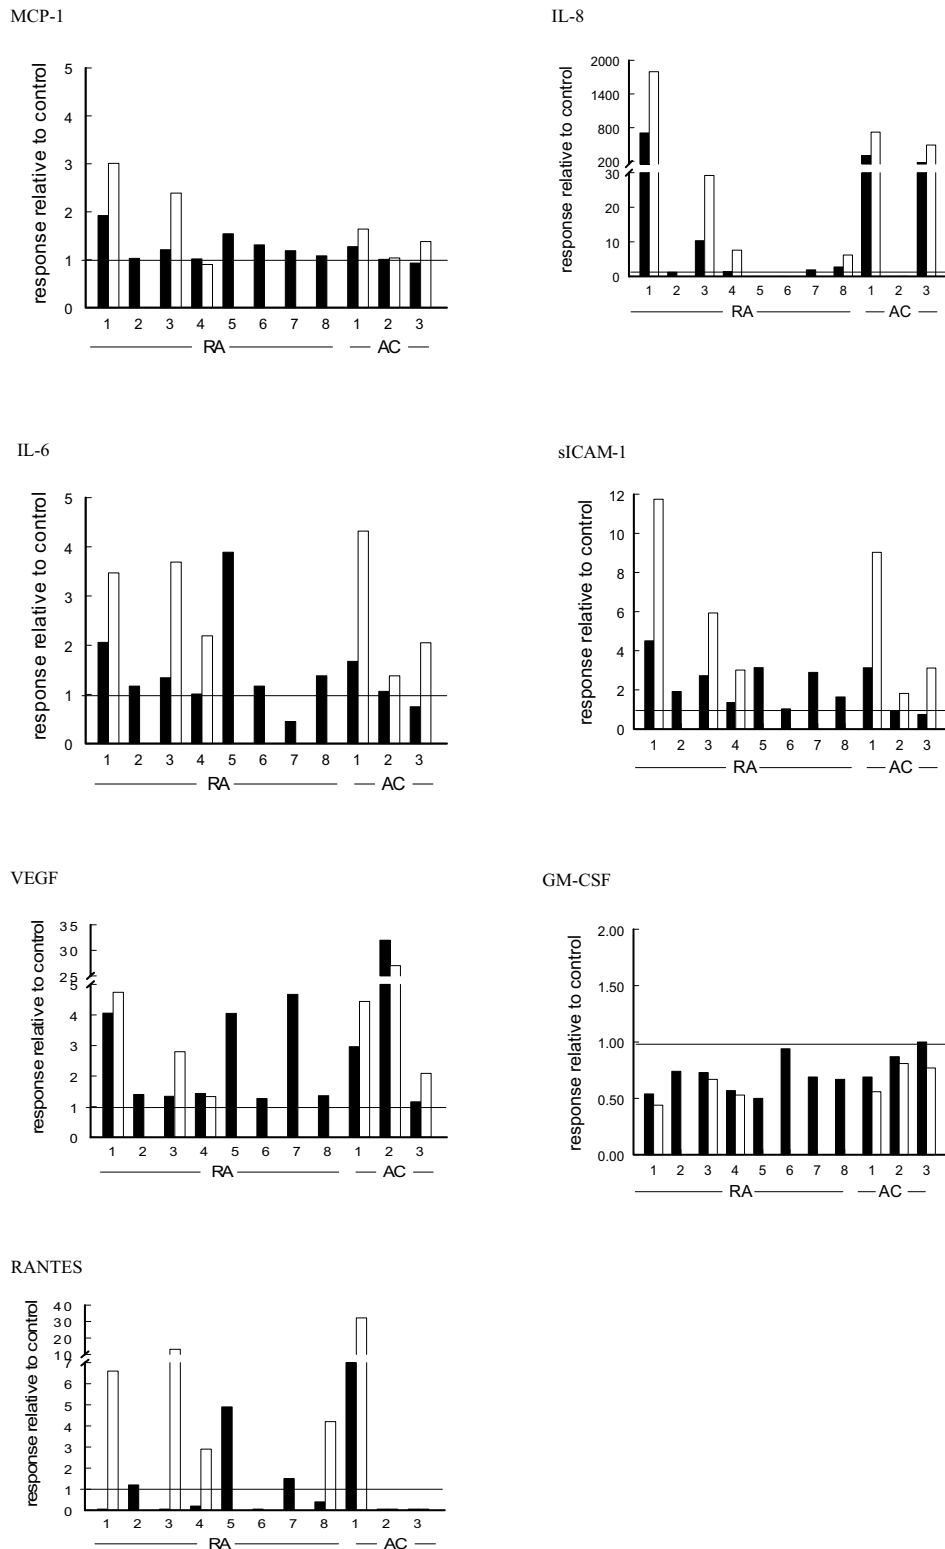 MCP-1
response relative to control
5
4
3
2
1
0
1 2 3 4 5 6 7 8 1 2 3
RA AC
IL-8
response relative to control
2000
1400
800
200
30
20
10
0
1 2 3 4 5 6 7 8 1 2 3
RA AC
IL-6
response relative to control
5
4
3
2
1
0
1 2 3 4 5 6 7 8 1 2 3
RA AC
sICAM-1
response relative to control
12
10
8
6
4
2
0
1 2 3 4 5 6 7 8 1 2 3
RA AC
VEGF
response relative to control
35
30
25
5
4
3
2
1
0
1 2 3 4 5 6 7 8 1 2 3
RA AC
GM-CSF
response relative to control
2.00
1.50
1.00
0.50
0.00
1 2 3 4 5 6 7 8 1 2 3
RA AC
RANTES
response relative to control
40
30
20
10
7
6
5
4
3
2
1
0
1 2 3 4 5 6 7 8 1 2 3
RA AC